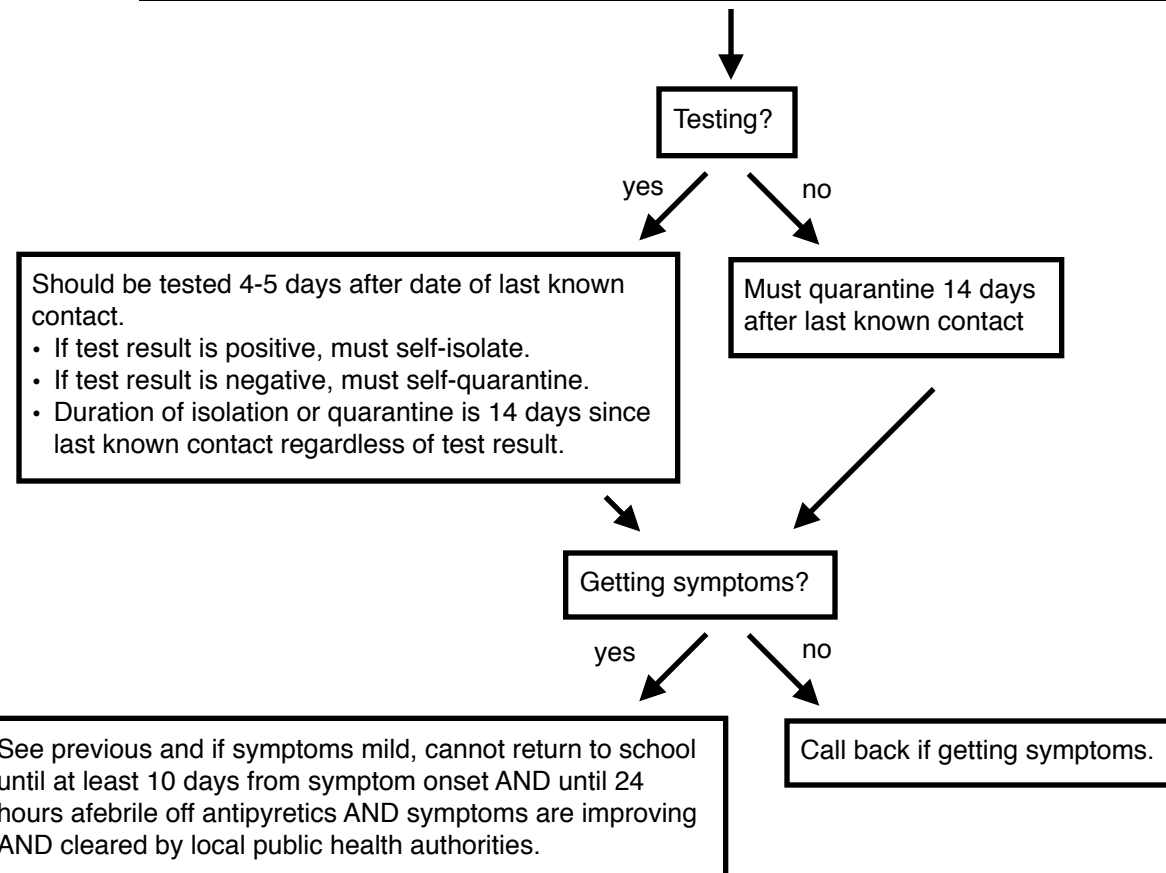 Testing?
yes
no
Should be tested 4-5 days after date of last known
contact.
• If test result is positive, must self-isolate.
• If test result is negative, must self-quarantine.
• Duration of isolation or quarantine is 14 days since
last known contact regardless of test result.
Must quarantine 14 days
after last known contact
Getting symptoms?
yes
no
See previous and if symptoms mild, cannot return to school
until at least 10 days from symptom onset AND until 24
hours afebrile off antipyretics AND symptoms are improving
AND cleared by local public health authorities.
Call back if getting symptoms.